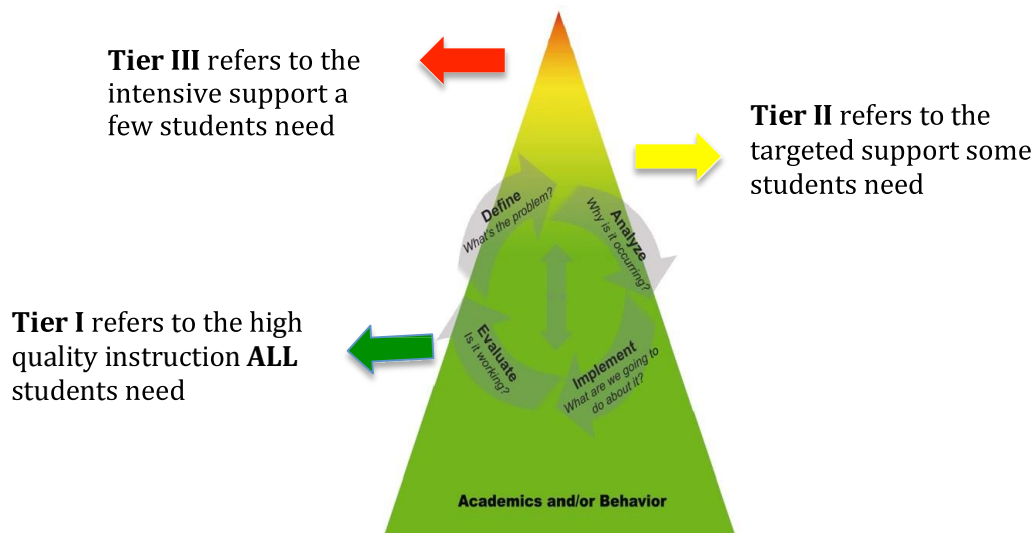 Tier III refers to the
intensive support a
few students need
Tier II refers to the
targeted support some
students need
Define
What's the problem?
Analyze
Why is it occurring?
Implement
What are we going to
do about it?
Evaluate
Is it working?
Tier I refers to the high
quality instruction ALL
students need
Academics and/or Behavior